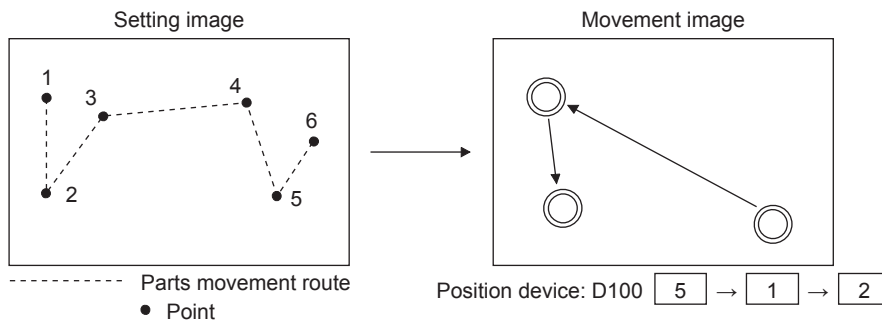 Setting image
1
3
4
6
2
5
Parts movement route
Point
Movement image
Position device: D100 5 → 1 → 2